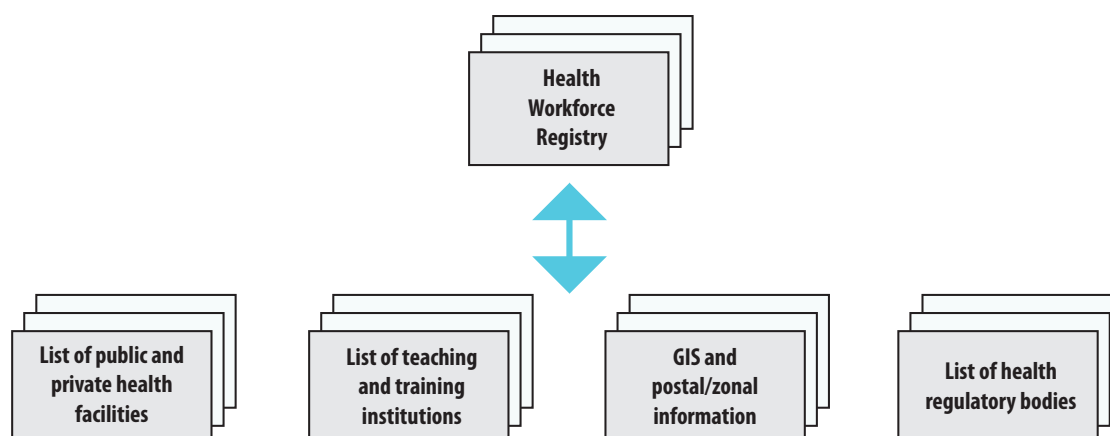 Health
Workforce
Registry
List of public and
private health
facilities
List of teaching
and training
institutions
GIS and
postal/zonal
information
List of health
regulatory bodies